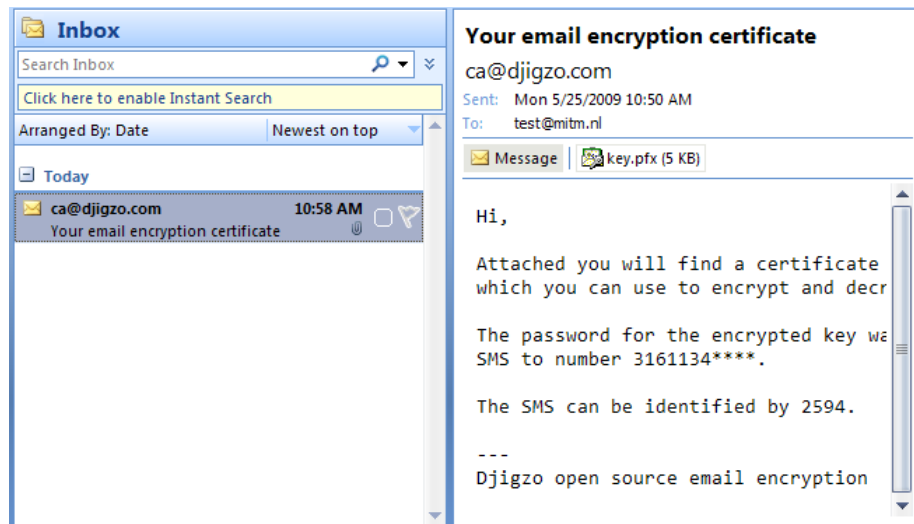 Inbox
Search Inbox
Click here to enable Instant Search
Arranged By: Date Newest on top
Today
ca@djigzo.com 10:58 AM
Your email encryption certificate
Your email encryption certificate
ca@djigzo.com
Sent: Mon 5/25/2009 10:50 AM
To: test@mitm.nl
Message key.pfx (5 KB)
Hi,
Attached you will find a certificate
which you can use to encrypt and decr
The password for the encrypted key wa
SMS to number 3161134****.
The SMS can be identified by 2594.
---
Djigzo open source email encryption